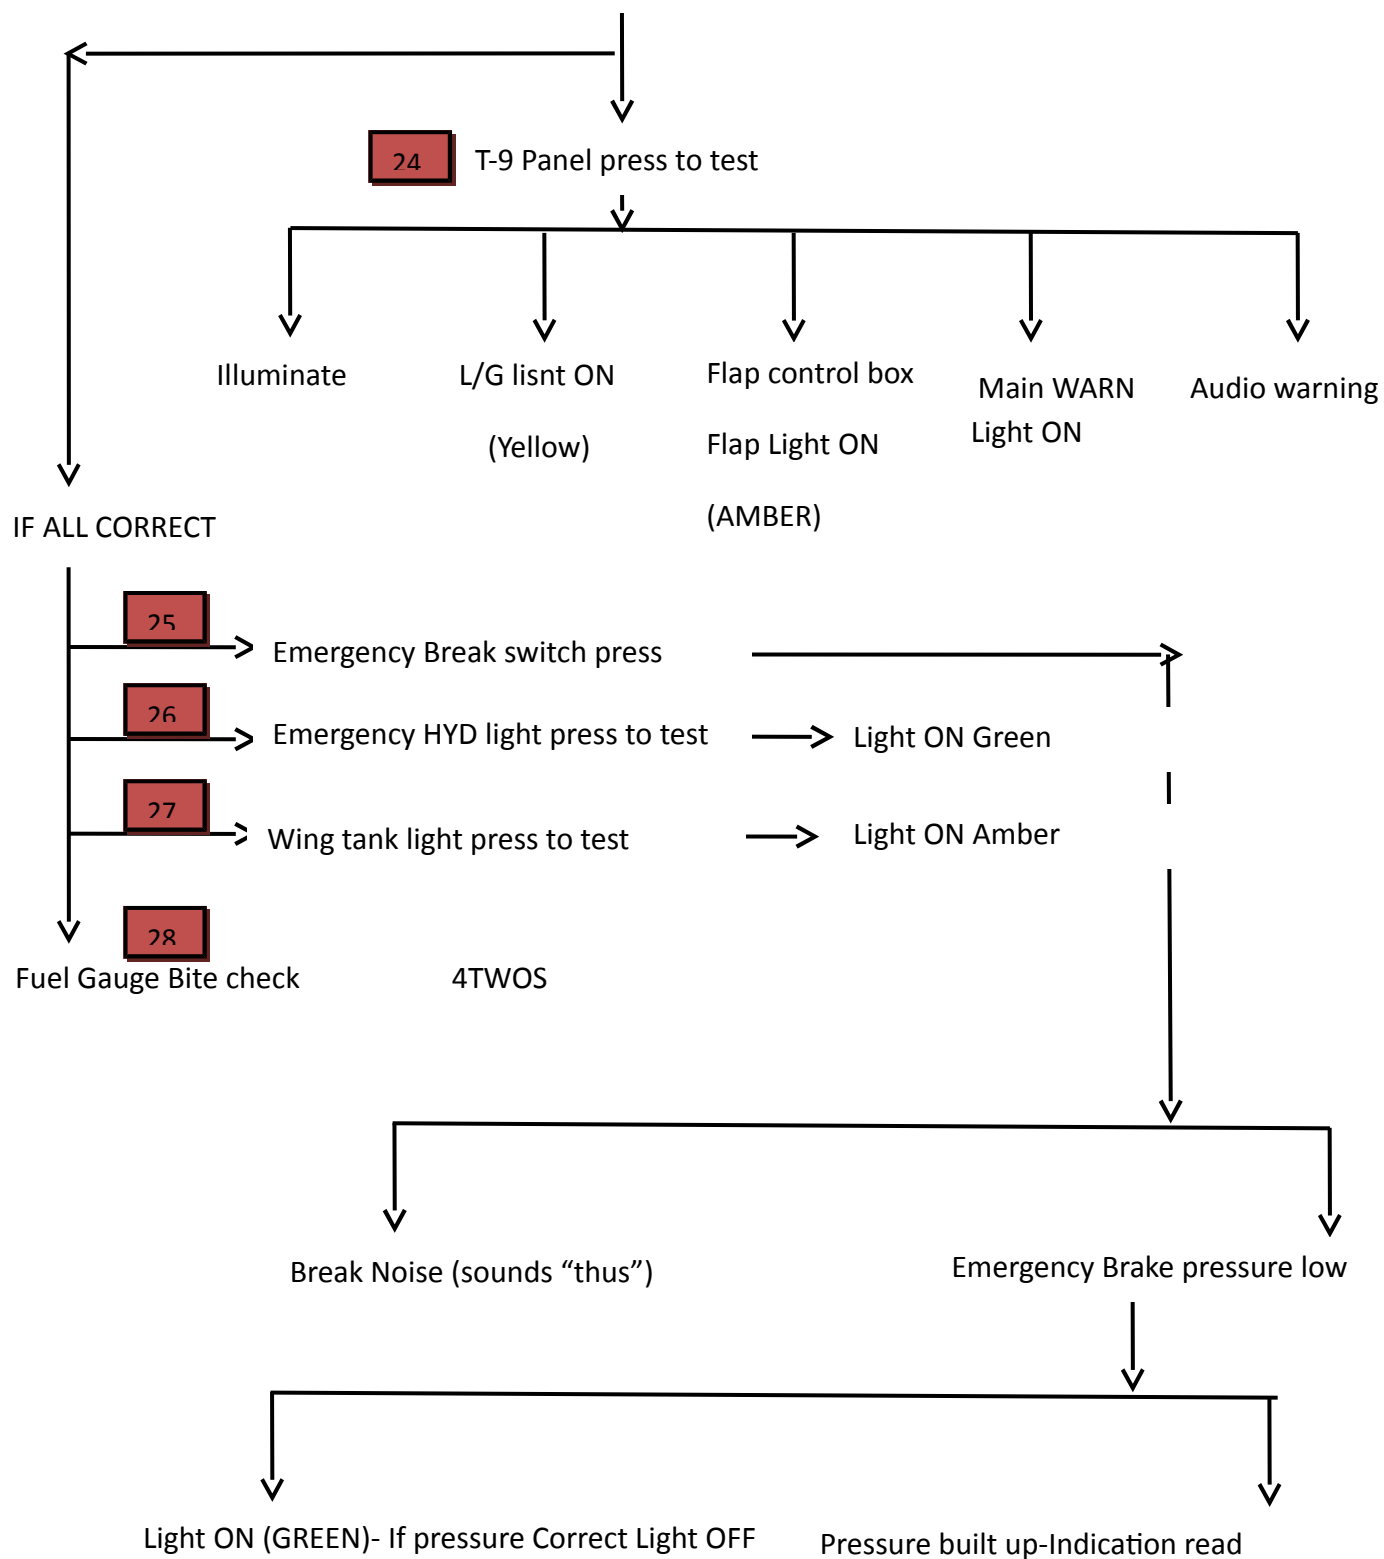 24
T-9 Panel press to test
Illuminate
L/G lisnt ON
(Yellow)
Flap control box
Flap Light ON
(AMBER)
Main WARN
Light ON
Audio warning
IF ALL CORRECT
25
Emergency Break switch press
26
Emergency HYD light press to test
Light ON Green
27
Wing tank light press to test
Light ON Amber
28
Fuel Gauge Bite check
4TWOS
Break Noise (sounds “thus”)
Emergency Brake pressure low
Light ON (GREEN)- If pressure Correct Light OFF
Pressure built up-Indication read